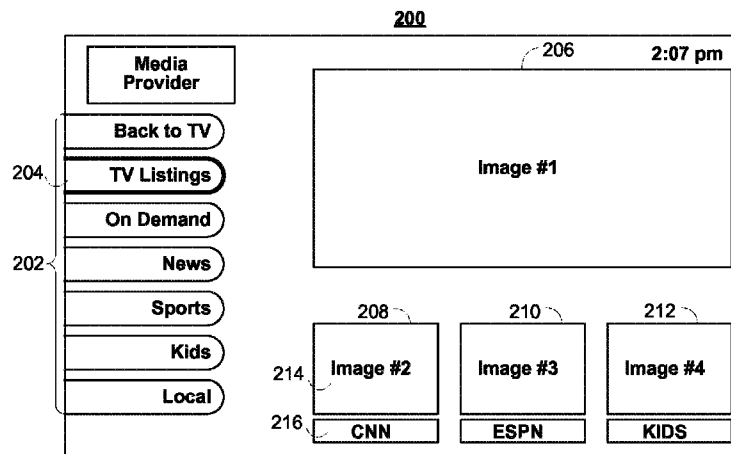 200
206
2:07 pm
Media
Provider
Back to TV
204
TV Listings
Image #1
On Demand
202
News
Sports
208
210
212
Kids
214
Image #2
Image #3
Image #4
Local
216
CNN
ESPN
KIDS